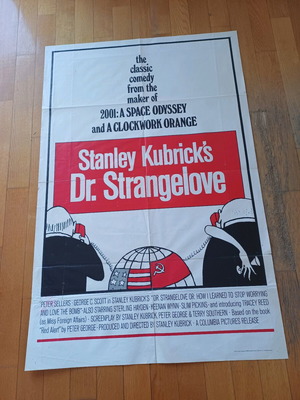 the
classic
comedy
from the
maker of
2001: A SPACE ODYSSEY
and A CLOCKWORK ORANGE
Stanley Kubrick's
Dr. Strangelove
PETER SELLERS · GEORGE C. SCOTT in STANLEY KUBRICK'S "DR. STRANGELOVE, OR: HOW I LEARNED TO STOP WORRYING
AND LOVE THE BOMB" ALSO STARRING STERLING HAYDEN · KEENAN WYNN · SLIM PICKENS · and introducing TRACEY REED
(as Miss Foreign Affairs) · SCREENPLAY BY STANLEY KUBRICK, PETER GEORGE & TERRY SOUTHERN · Based on the book
"Red Alert" by PETER GEORGE · PRODUCED AND DIRECTED BY STANLEY KUBRICK · A COLUMBIA PICTURES RELEASE